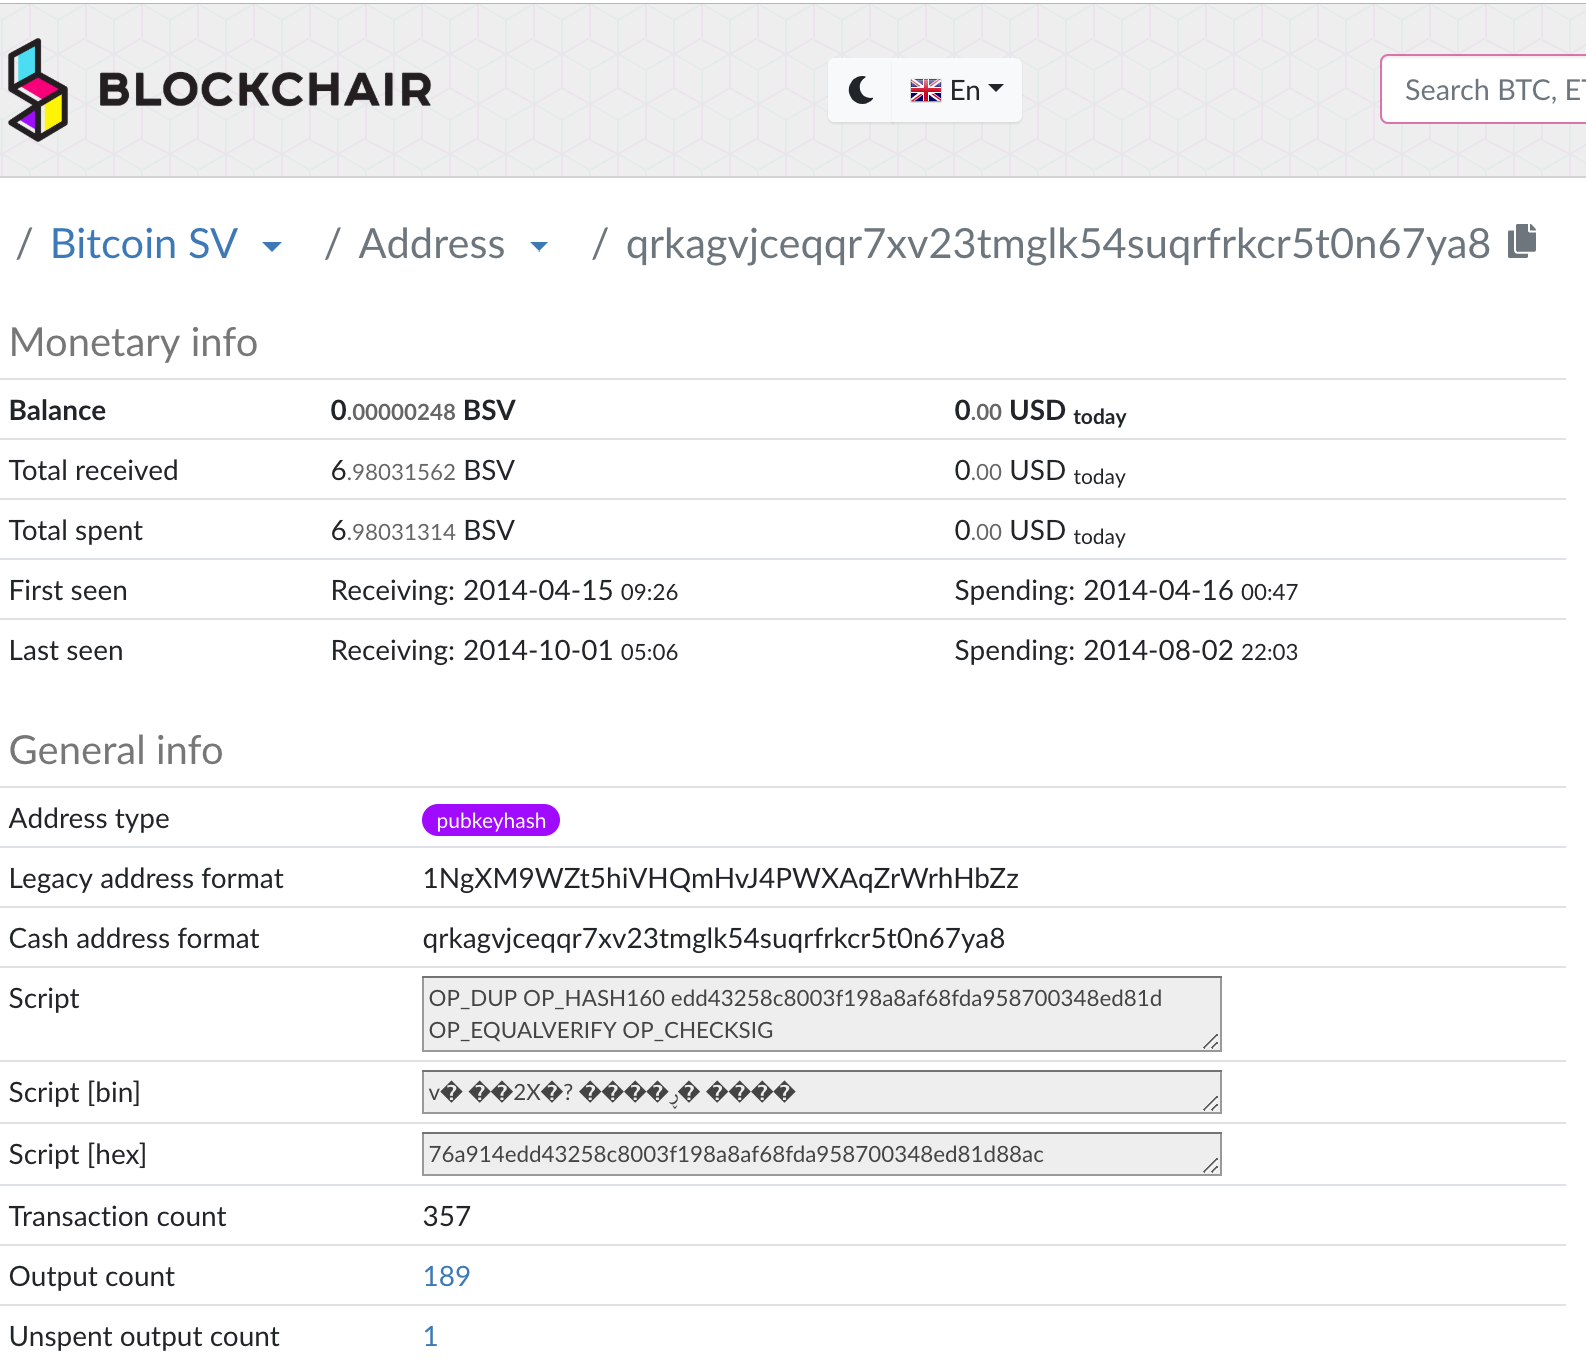 BLOCKCHAIR
En
Search BTC, ET
/ Bitcoin SV / Address / qrkagvjceqqr7xv23tmglk54suqrfrkcr5t0n67ya8
Monetary info
Balance 0.00000248 BSV 0.00 USD today
Total received 6.98031562 BSV 0.00 USD today
Total spent 6.98031314 BSV 0.00 USD today
First seen Receiving: 2014-04-15 09:26 Spending: 2014-04-16 00:47
Last seen Receiving: 2014-10-01 05:06 Spending: 2014-08-02 22:03
General info
Address type pubkeyhash
Legacy address format 1NgXM9WZt5hiVHQmHvJ4PWXAqZrWrhHbZz
Cash address format qrkagvjceqqr7xv23tmglk54suqrfrkcr5t0n67ya8
Script OP_DUP OP_HASH160 edd43258c8003f198a8af68fda958700348ed81d
OP_EQUALVERIFY OP_CHECKSIG
Script [bin] v� ��2X�? ����
Script [hex] 76a914edd43258c8003f198a8af68fda958700348ed81d88ac
Transaction count 357
Output count 189
Unspent output count 1